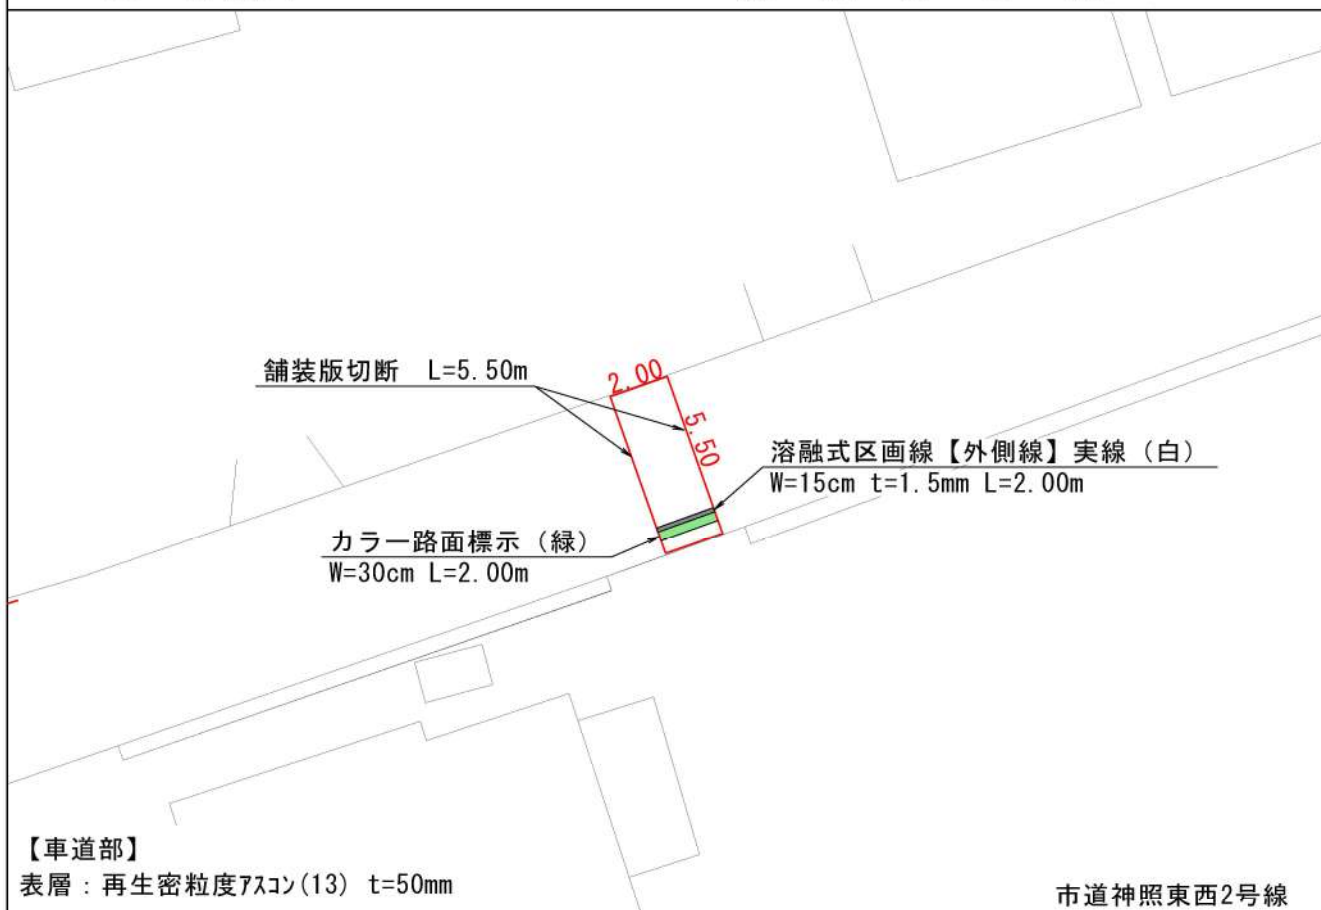 舗装版切断　L=5.50m
2.00
5.50
溶融式区画線【外側線】実線（白）
W=15cm t=1.5mm L=2.00m
カラー路面標示（緑）
W=30cm L=2.00m
【車道部】
表層：再生密粒度ｱｽｺﾝ(13) t=50mm
市道神照東西2号線